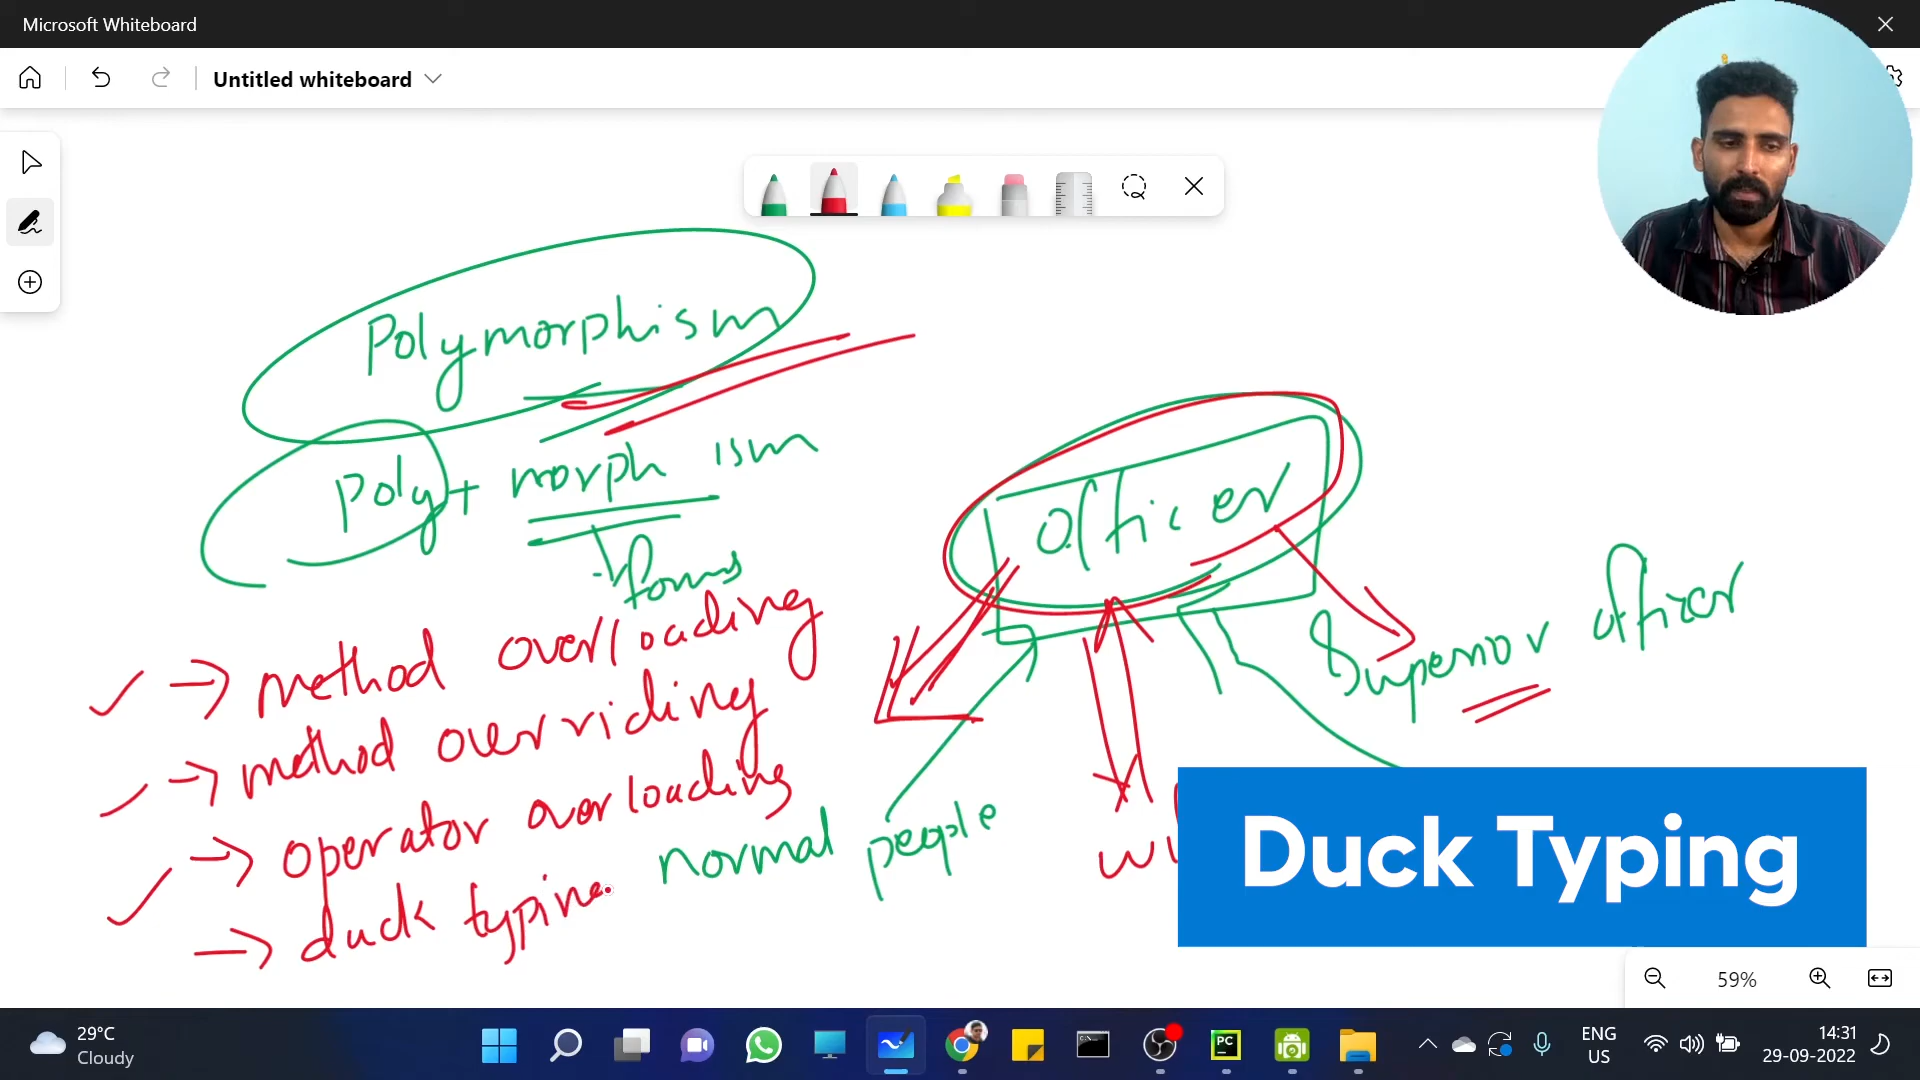 Microsoft Whiteboard
Untitled whiteboard
Polymorphism
Poly + morph ism
forms
→ method overloading
→ method overriding
→ operator overloading
→ duck typing
officer
Superior officer
normal people
Duck Typing
59%
29°C
Cloudy
PC
ENG
US
14:31
29-09-2022